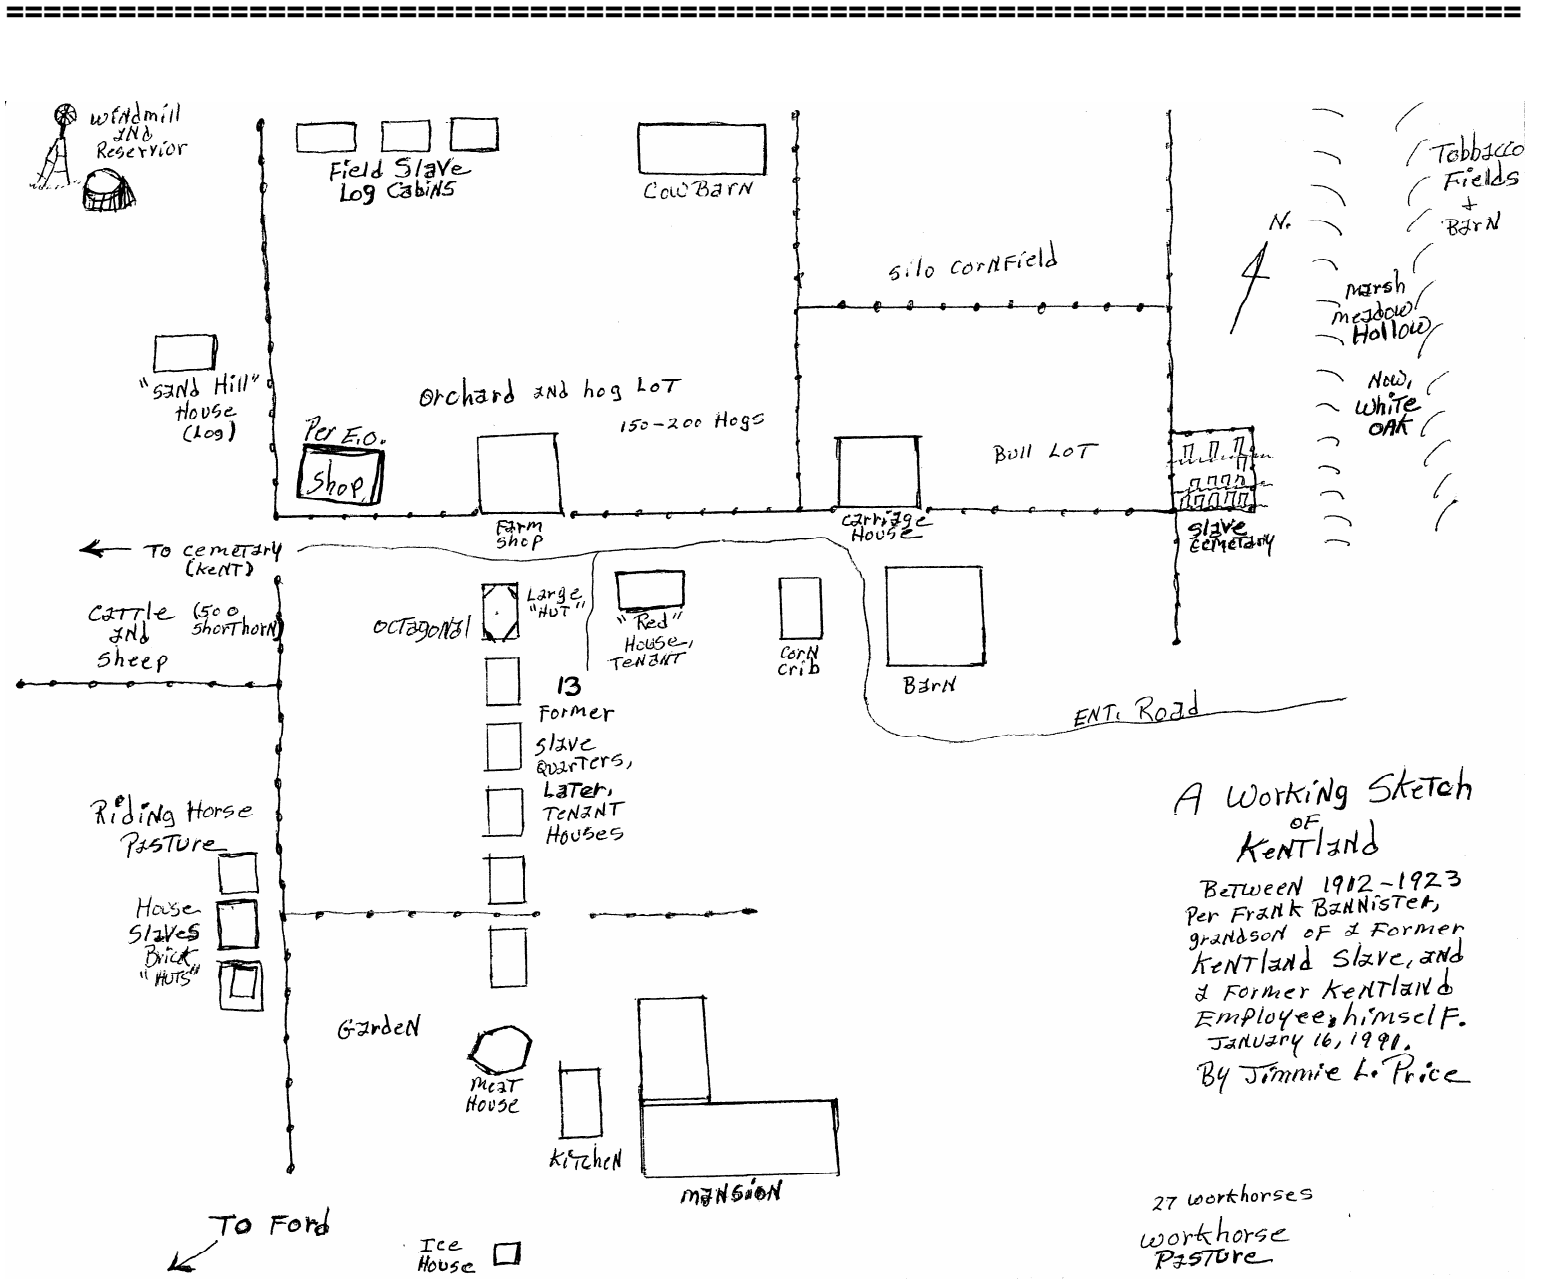 Windmill
and
Reservior
Field Slave
Log Cabins
Cow Barn
Tobbacco
Fields
+
Barn
N.
Silo Cornfield
Marsh
Meadow
Hollow
"Sand Hill"
House
(Log)
Orchard and hog Lot
150-200 Hogs
Now,
White
Oak
Per E.O.
Shop
Bull Lot
Farm
Shop
Carriage
House
Slave
Cemetary
To Cemetary
(Kent)
Cattle
and
Sheep
(500
Shorthorn)
Octagonal
Large
"Hut"
"Red"
House,
Tenant
Corn
Crib
Barn
13
Former
Slave
Quarters,
Later,
Tenant
Houses
Ent. Road
Riding Horse
Pasture
House
Slaves
Brick
"Huts"
A Working Sketch
of
Kentland
Between 1912-1923
Per Frank Bannister,
grandson of a Former
Kentland Slave, and
a Former Kentland
Employee, himself.
January 16, 1991.
By Jimmie L. Price
Garden
Meat
House
Kitchen
Mansion
27 workhorses
Workhorse
Pasture
To Ford
Ice
House